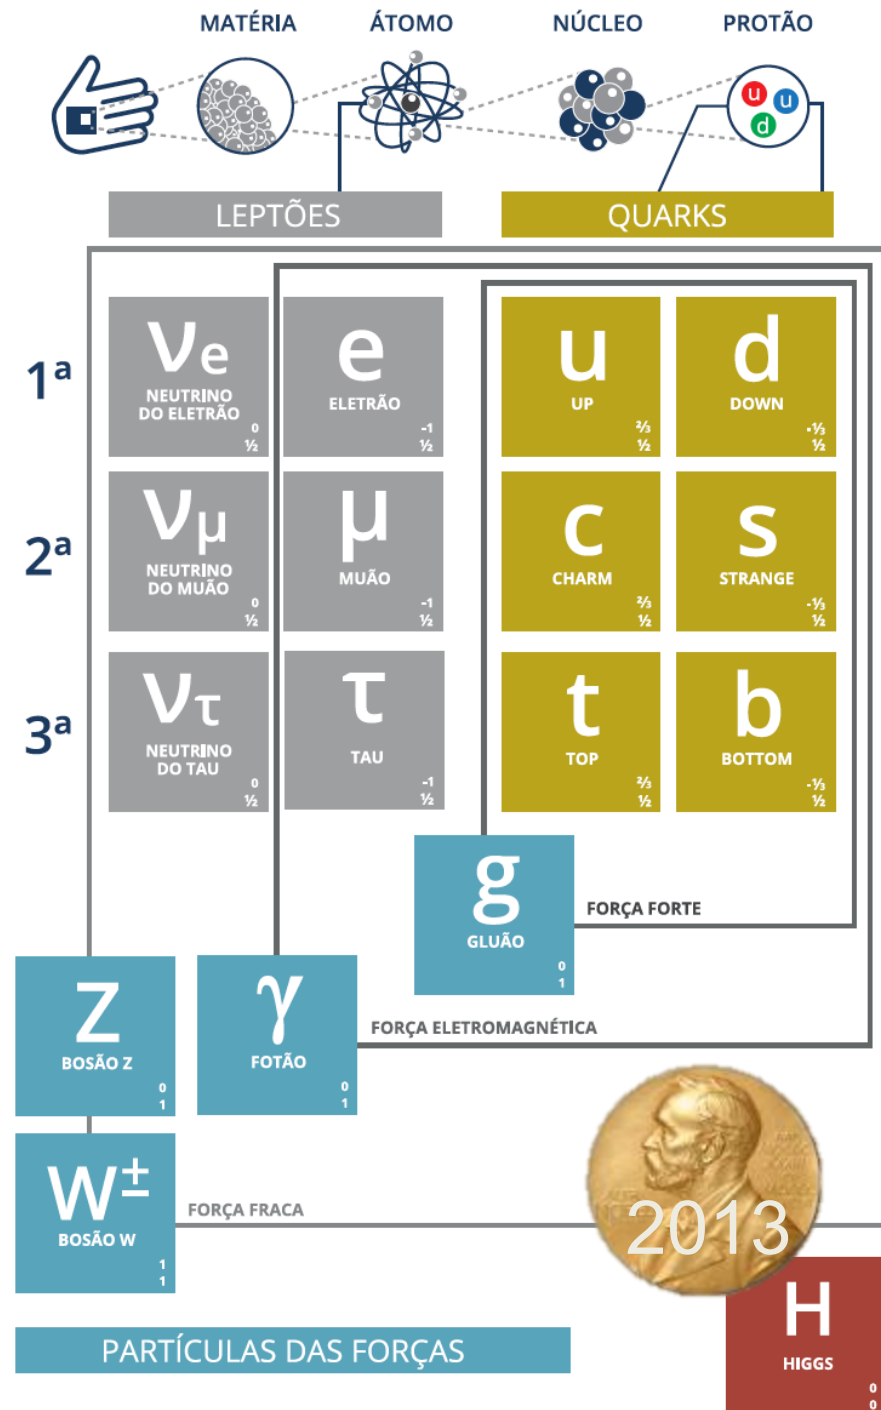 MATÉRIA
ÁTOMO
NÚCLEO
PROTÃO
u
u
d
LEPTÕES
QUARKS
1ª
νe
NEUTRINO
DO ELETRÃO
0
½
e
ELETRÃO
-1
½
u
UP
⅔
½
d
DOWN
-⅓
½
2ª
νμ
NEUTRINO
DO MUÃO
0
½
μ
MUÃO
-1
½
c
CHARM
⅔
½
s
STRANGE
-⅓
½
3ª
ντ
NEUTRINO
DO TAU
0
½
τ
TAU
-1
½
t
TOP
⅔
½
b
BOTTOM
-⅓
½
g
GLUÃO
0
1
FORÇA FORTE
Z
BOSÃO Z
0
1
γ
FOTÃO
0
1
FORÇA ELETROMAGNÉTICA
W±
BOSÃO W
1
1
FORÇA FRACA
2013
H
HIGGS
0
0
PARTÍCULAS DAS FORÇAS